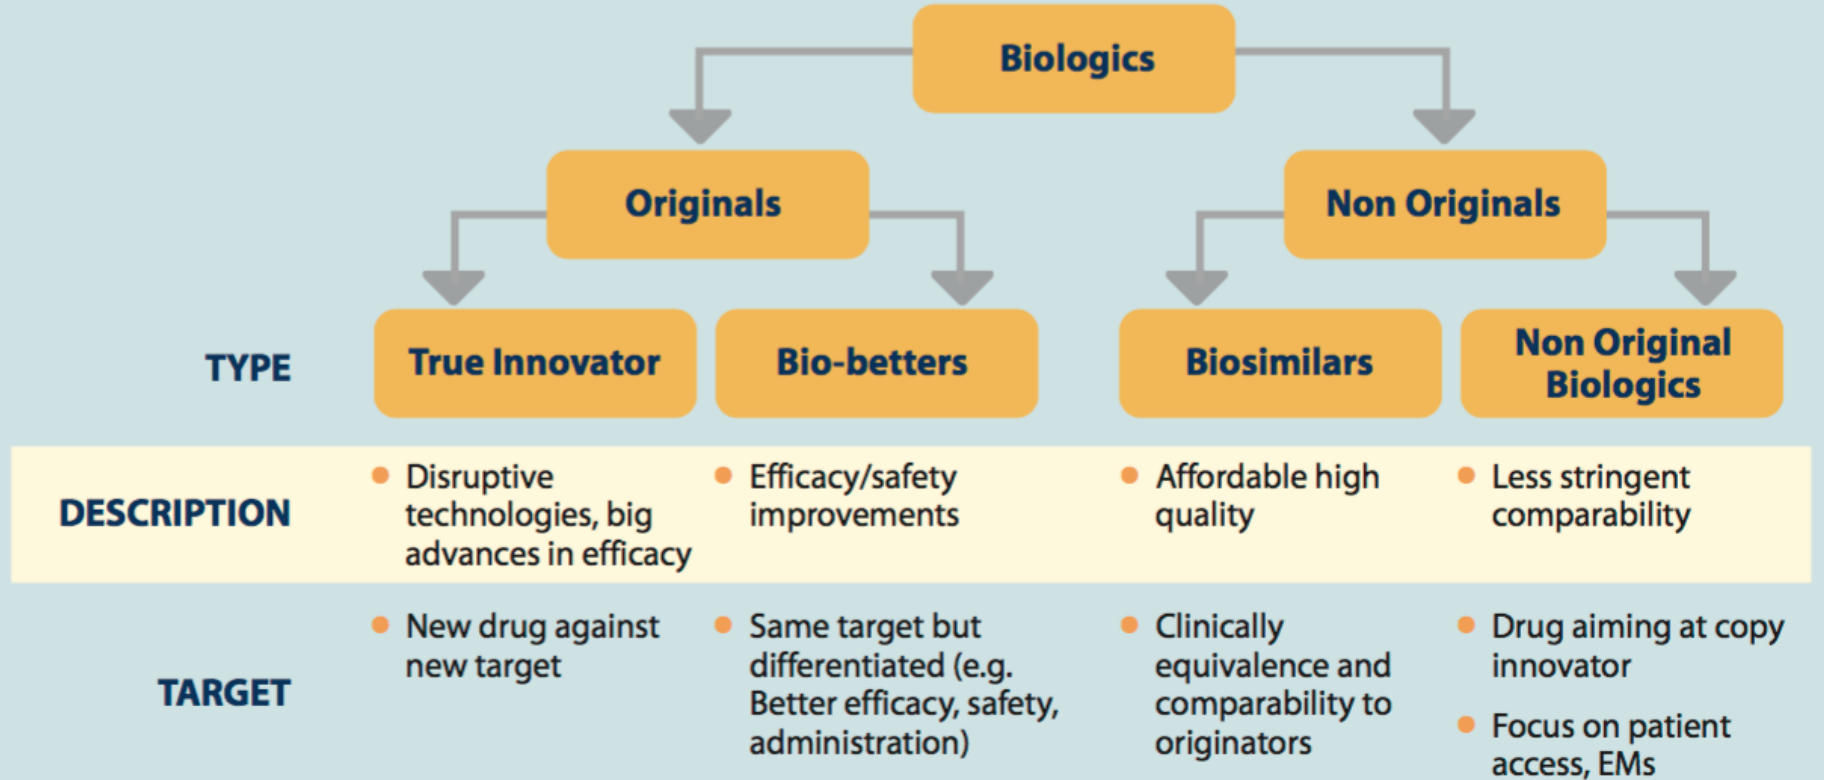 Biologics
Originals
Non Originals
TYPE
True Innovator
Bio-betters
Biosimilars
Non Original
Biologics
DESCRIPTION
Disruptive
technologies, big
advances in efficacy
Efficacy/safety
improvements
Affordable high
quality
Less stringent
comparability
TARGET
New drug against
new target
Same target but
differentiated (e.g.
Better efficacy, safety,
administration)
Clinically
equivalence and
comparability to
originators
Drug aiming at copy
innovator
Focus on patient
access, EMs